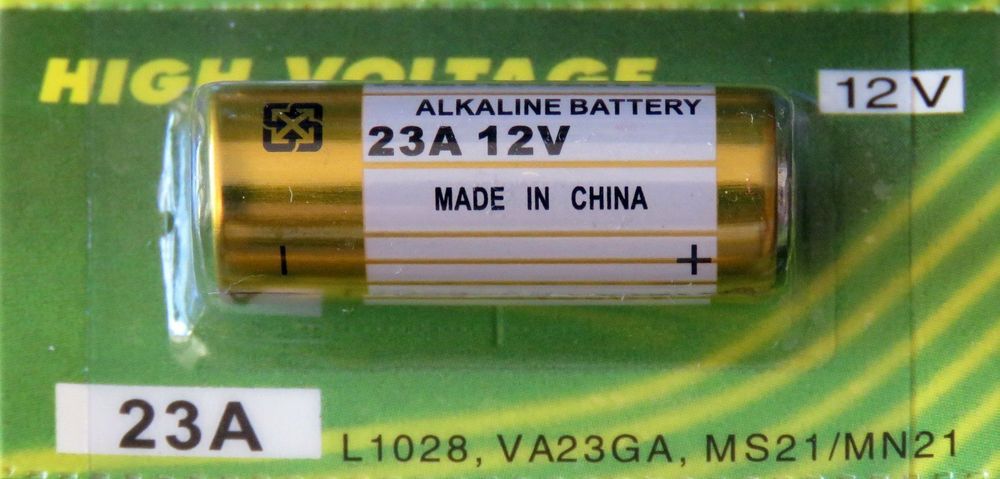 HIGH VOLTAGE
12V
ALKALINE BATTERY
23A 12V
MADE IN CHINA
- +
23A
L1028, VA23GA, MS21/MN21